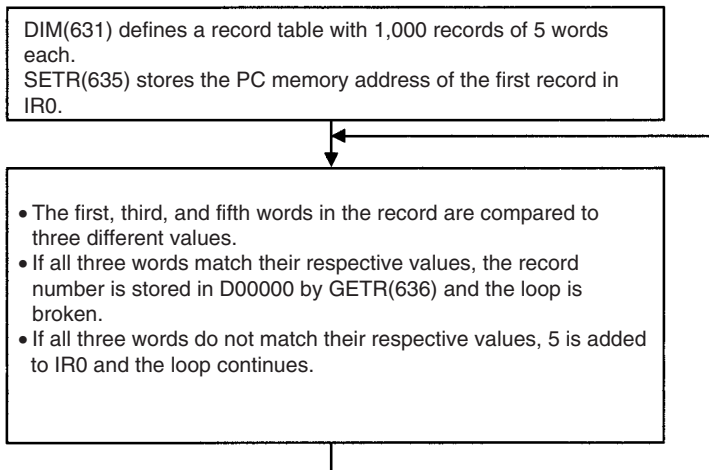 DIM(631) defines a record table with 1,000 records of 5 words
each.
SETR(635) stores the PC memory address of the first record in
IR0.
• The first, third, and fifth words in the record are compared to
three different values.
• If all three words match their respective values, the record
number is stored in D00000 by GETR(636) and the loop is
broken.
• If all three words do not match their respective values, 5 is added
to IR0 and the loop continues.